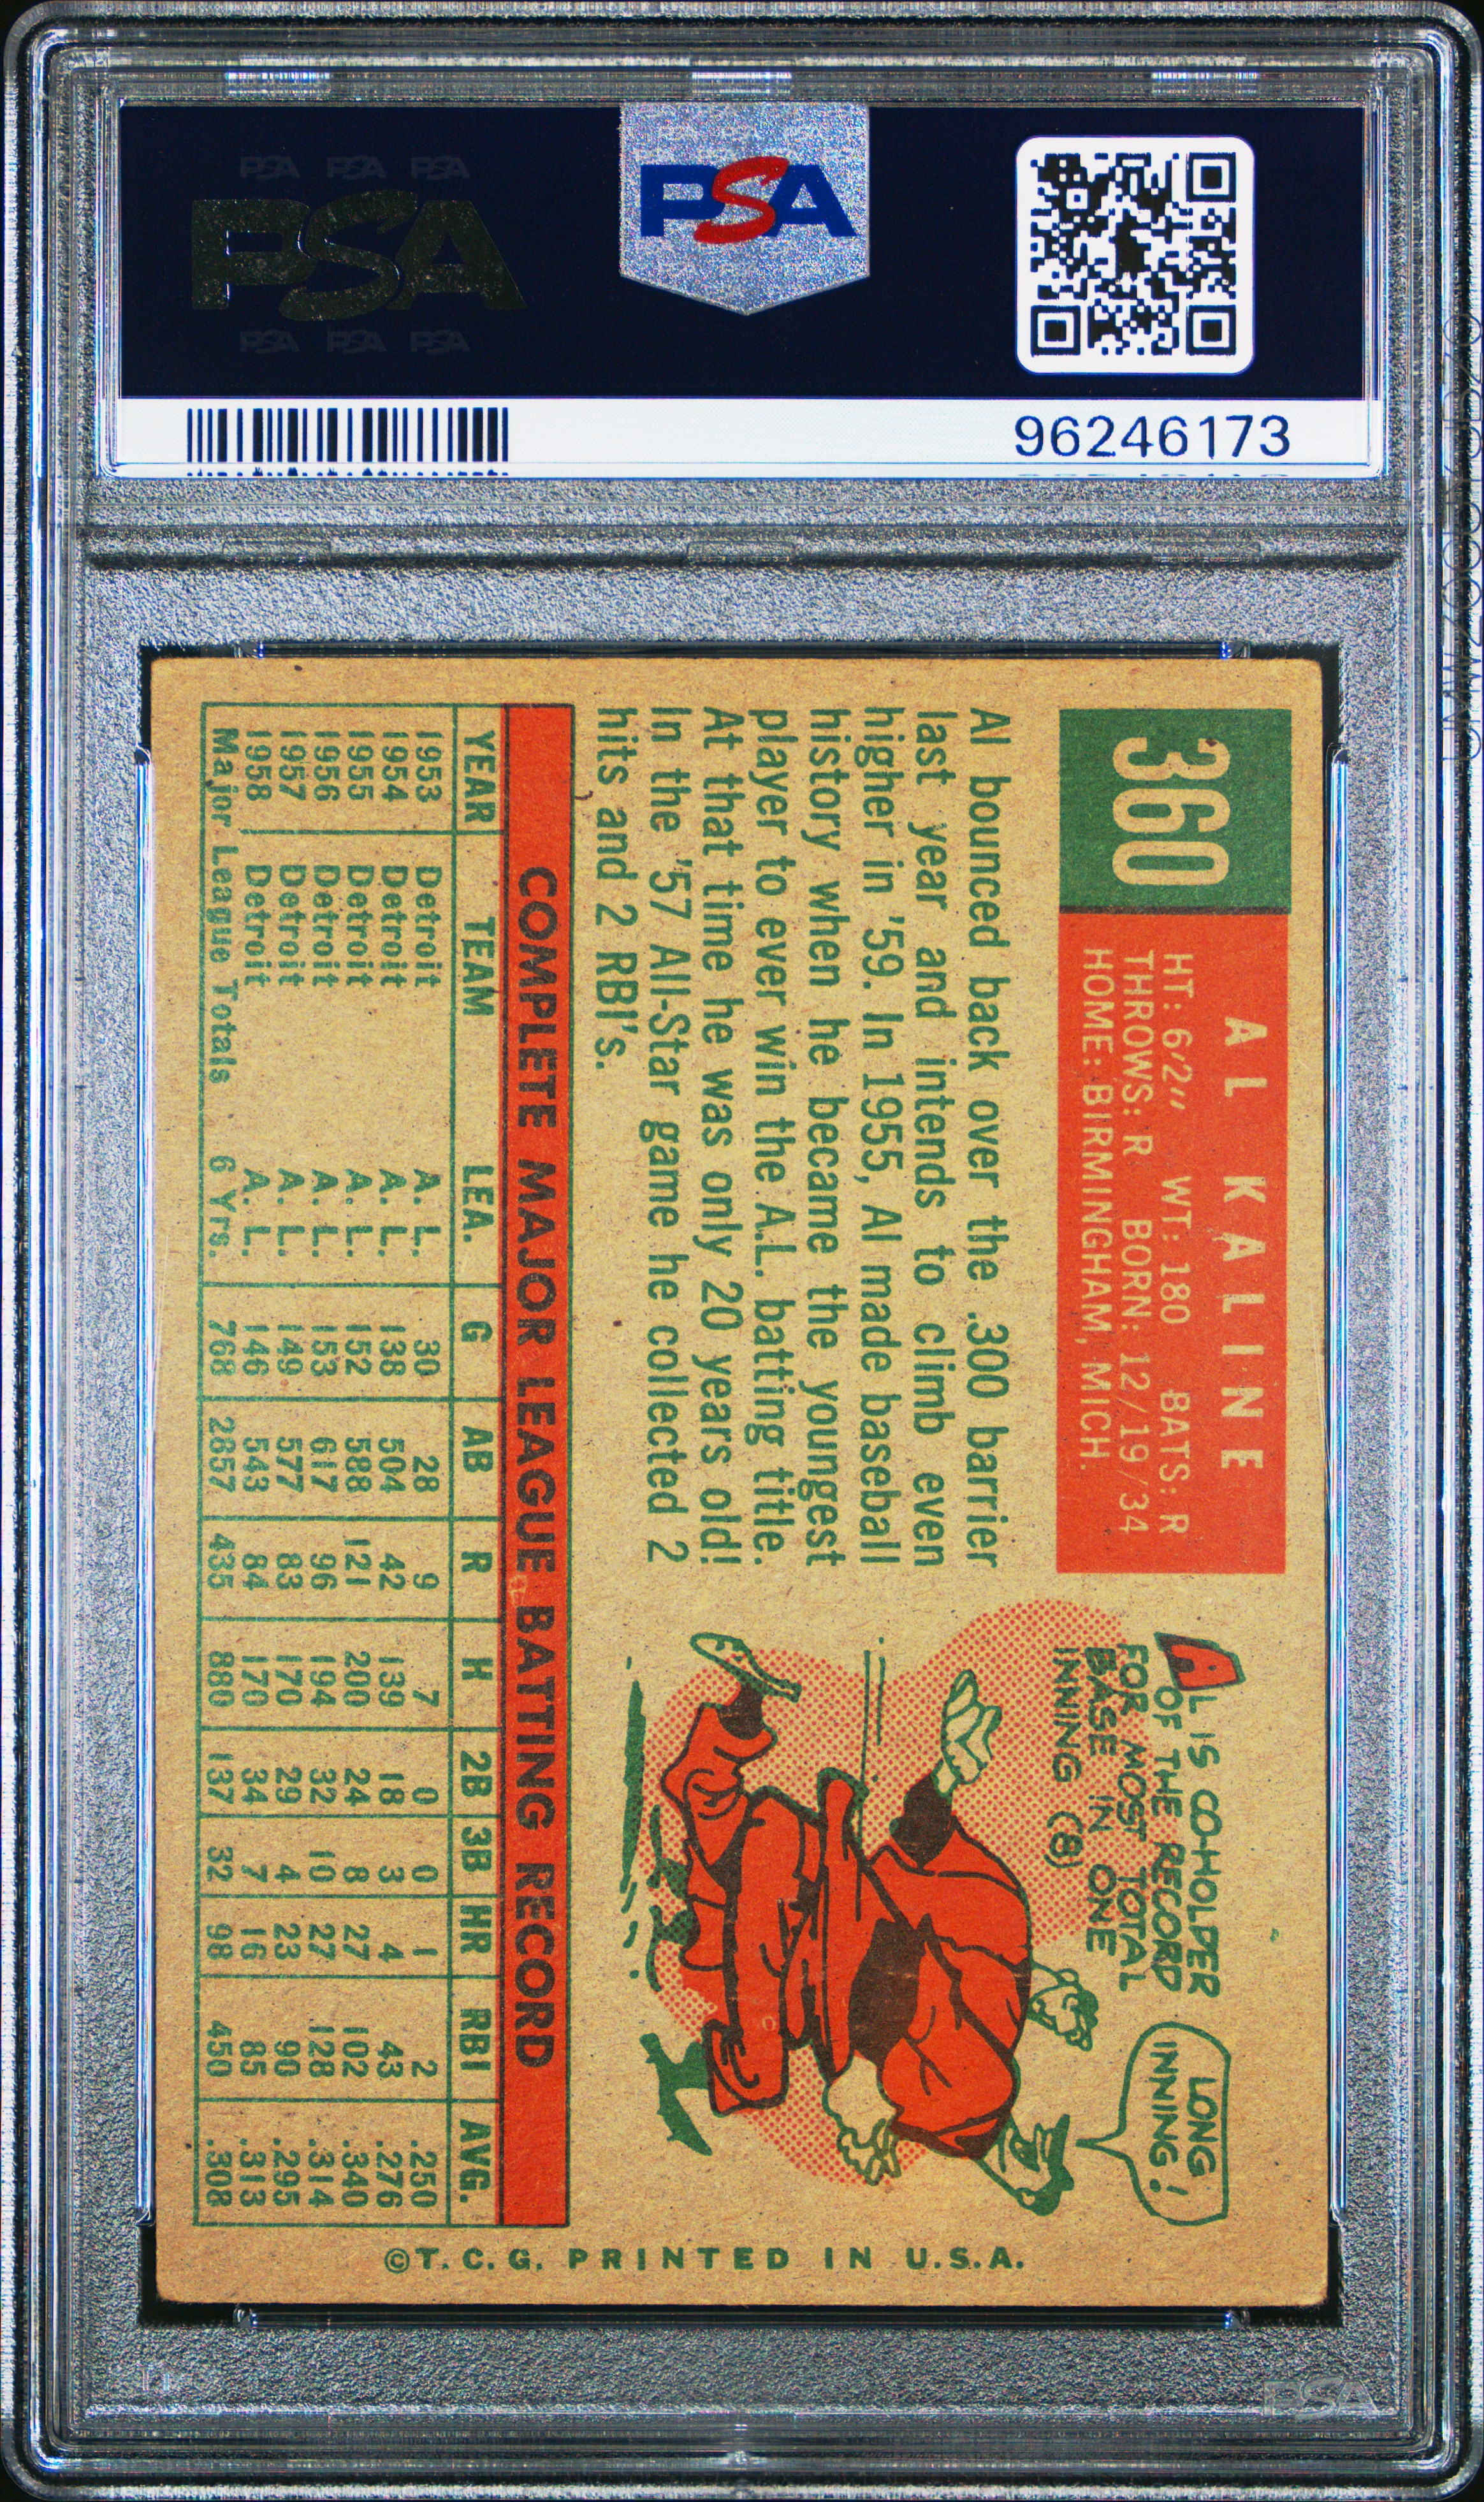 PSA PSA PSA
PSA
PSA PSA PSA
PSA
96246173
360
AL KALINE
HT: 6'2" WT: 180 BATS: R
THROWS: R BORN: 12/19/34
HOME: BIRMINGHAM, MICH.
Al bounced back over the .300 barrier
last year and intends to climb even
higher in '59. In 1955, Al made baseball
history when he became the youngest
player to ever win the A.L. batting title.
At that time he was only 20 years old!
In the '57 All-Star game he collected 2
hits and 2 RBI's.
AL IS CO-HOLDER
OF THE RECORD
FOR MOST TOTAL
BASE IN ONE
INNING (8)
LONG
INNING!
COMPLETE MAJOR LEAGUE BATTING RECORD
YEAR TEAM LEA. G AB R H 2B 3B HR RBI AVG.
1953 Detroit A. L. 30 28 9 7 0 0 1 2 .250
1954 Detroit A. L. 138 504 42 139 18 3 4 43 .276
1955 Detroit A. L. 152 588 121 200 24 8 27 102 .340
1956 Detroit A. L. 153 617 96 194 32 10 27 128 .314
1957 Detroit A. L. 149 577 83 170 29 4 23 90 .295
1958 Detroit A. L. 146 543 84 170 34 7 16 85 .313
Major League Totals 6 Yrs. 768 2857 435 880 137 32 98 450 .308
©T. C. G. PRINTED IN U.S.A.
PSA